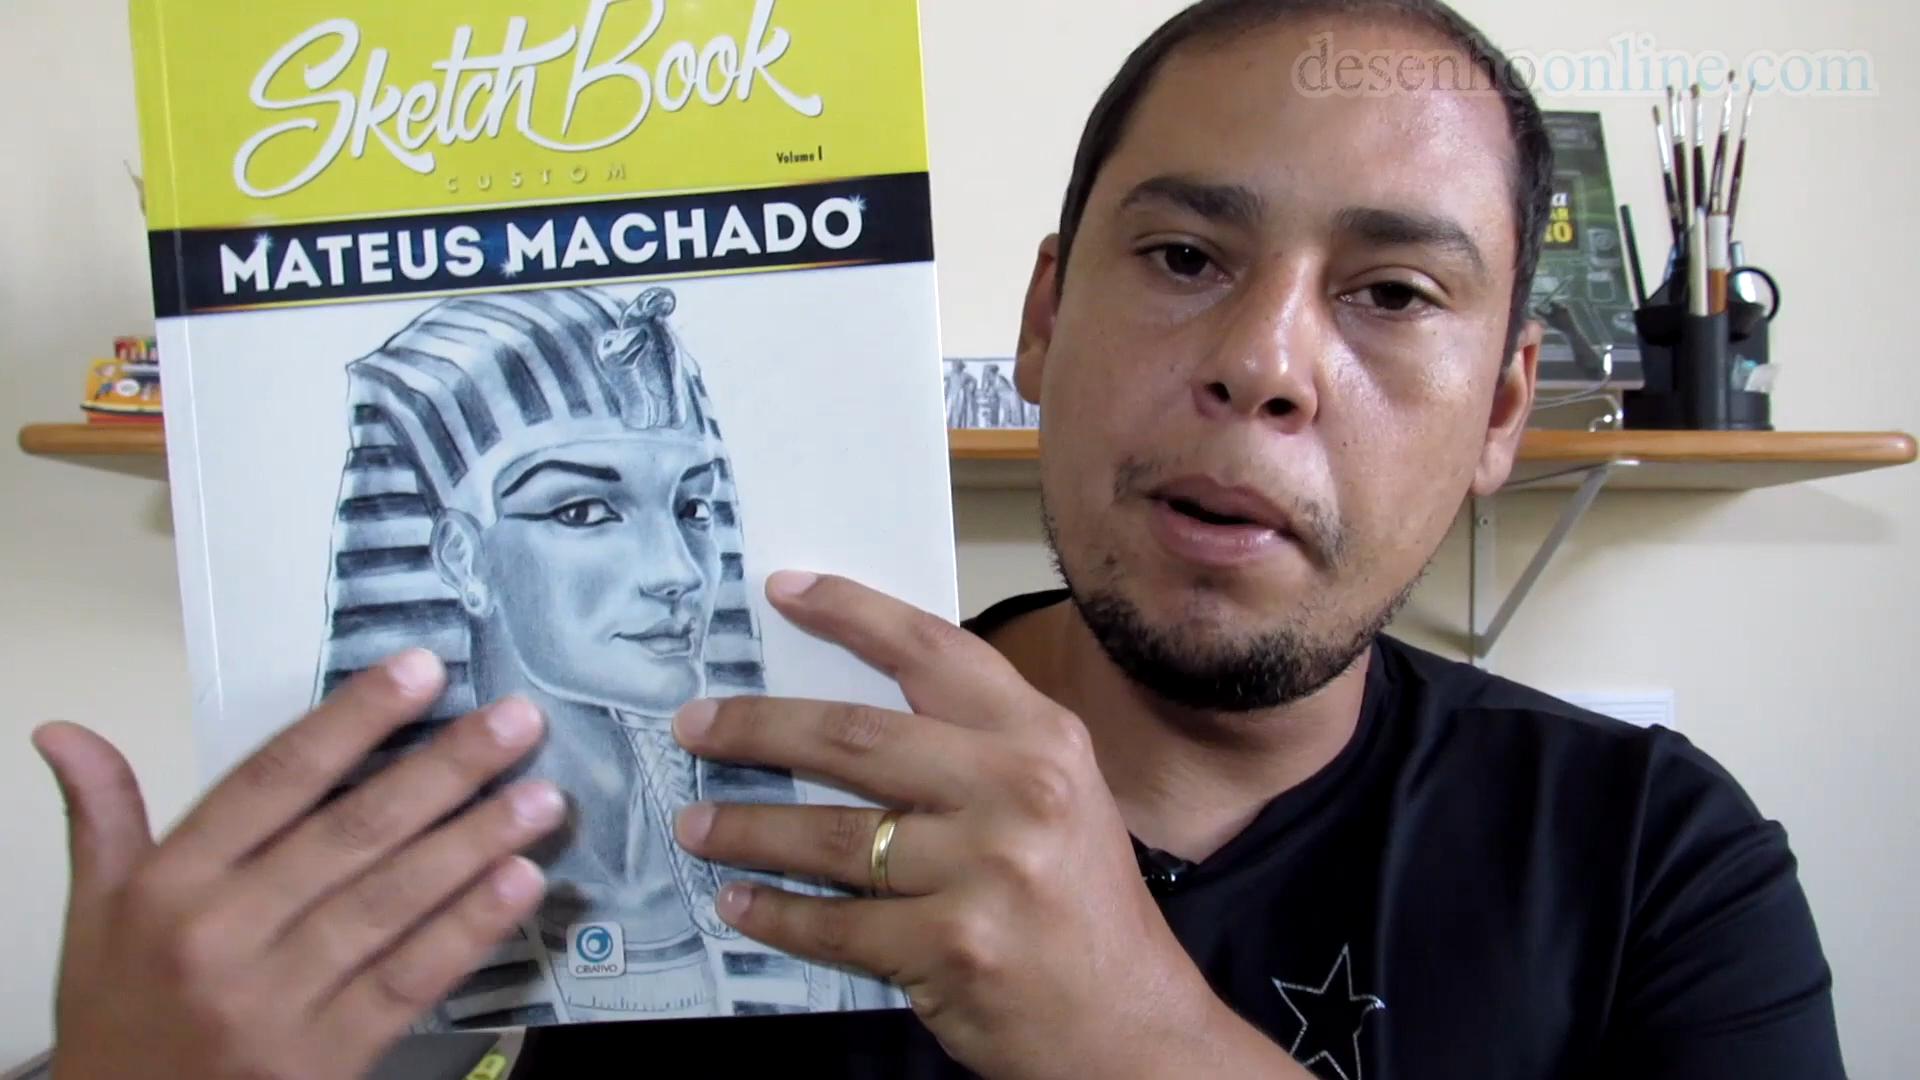 desenhoonline.com
SketchBook
CUSTOM
Volume I
MATEUS MACHADO
CRIATIVO